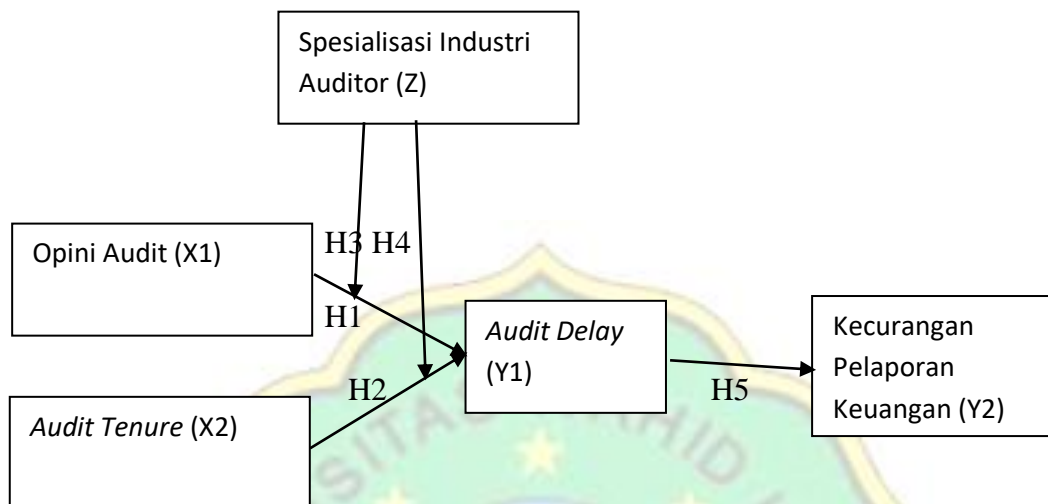 Spesialisasi Industri
Auditor (Z)
Opini Audit (X1)
H3 H4
H1
Audit Delay
(Y1)
Kecurangan
Pelaporan
Keuangan (Y2)
H2
H5
Audit Tenure (X2)
SITAS